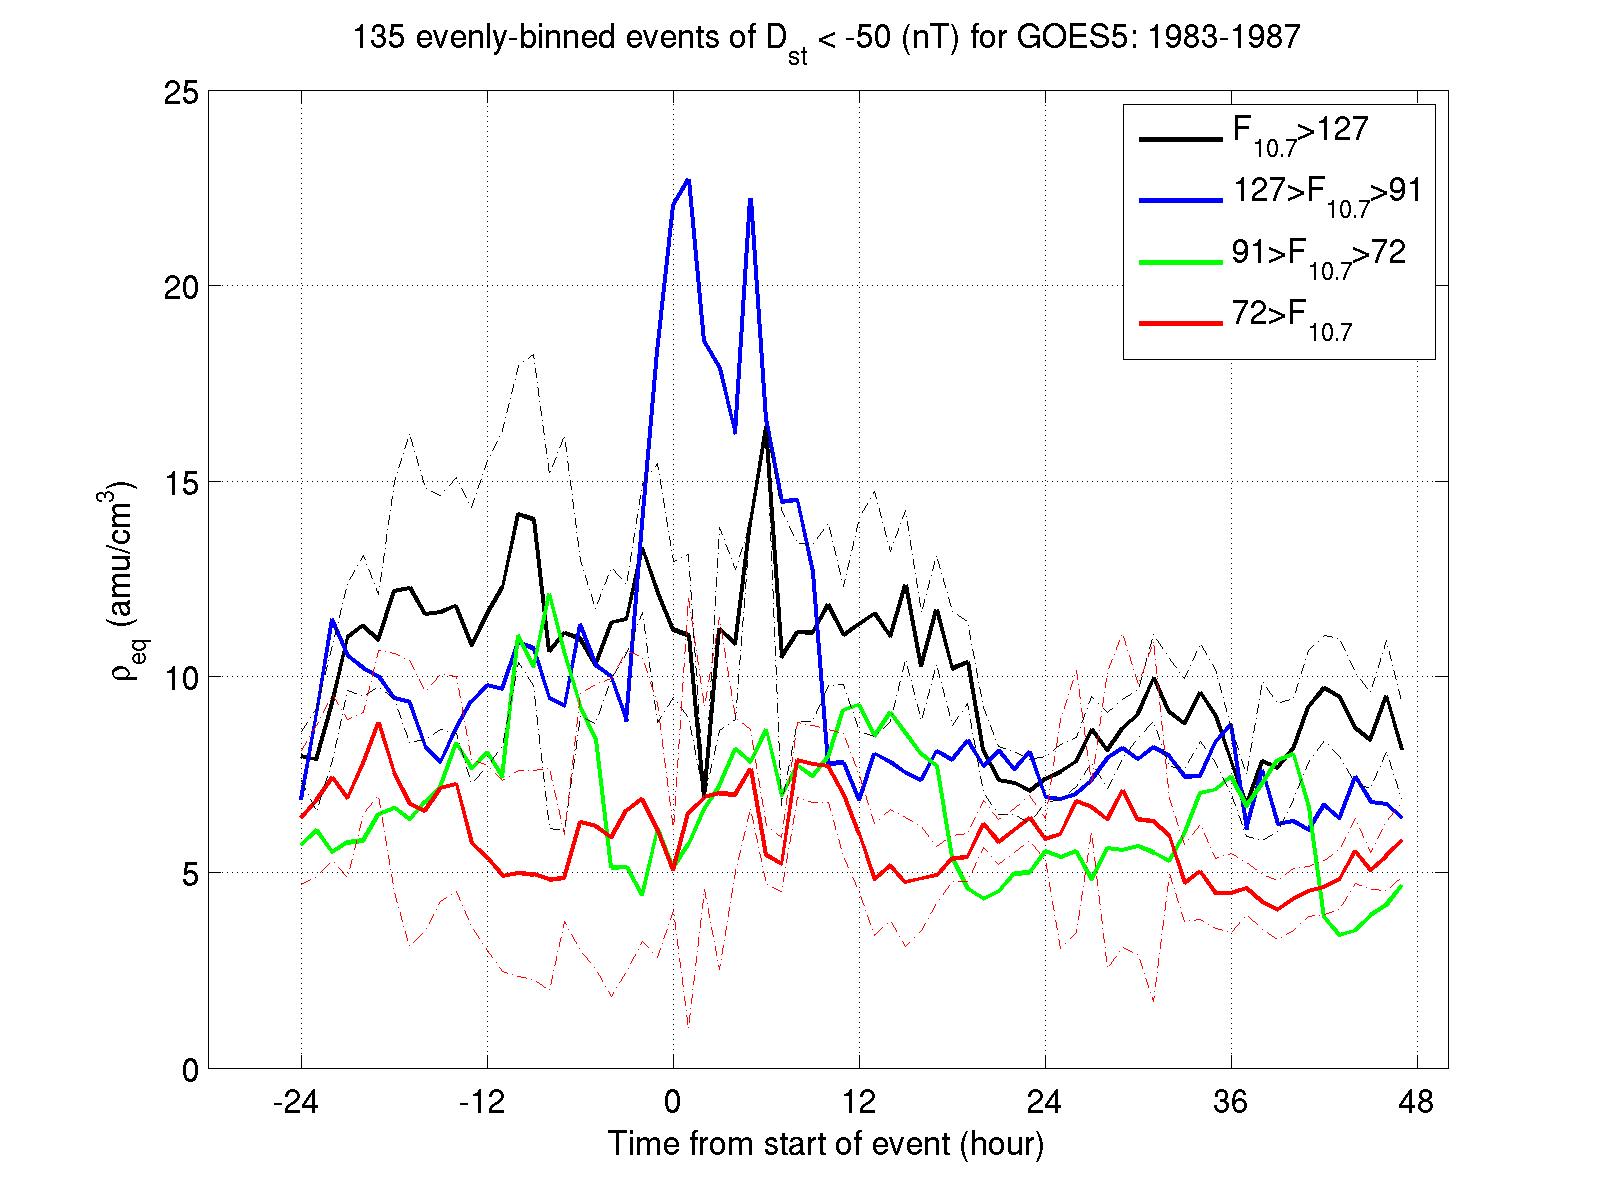 135 evenly-binned events of D_st < -50 (nT) for GOES5: 1983-1987
25
20
15
10
5
0
ρ_eq (amu/cm^3)
F_10.7>127
127>F_10.7>91
91>F_10.7>72
72>F_10.7
-24 -12 0 12 24 36 48
Time from start of event (hour)